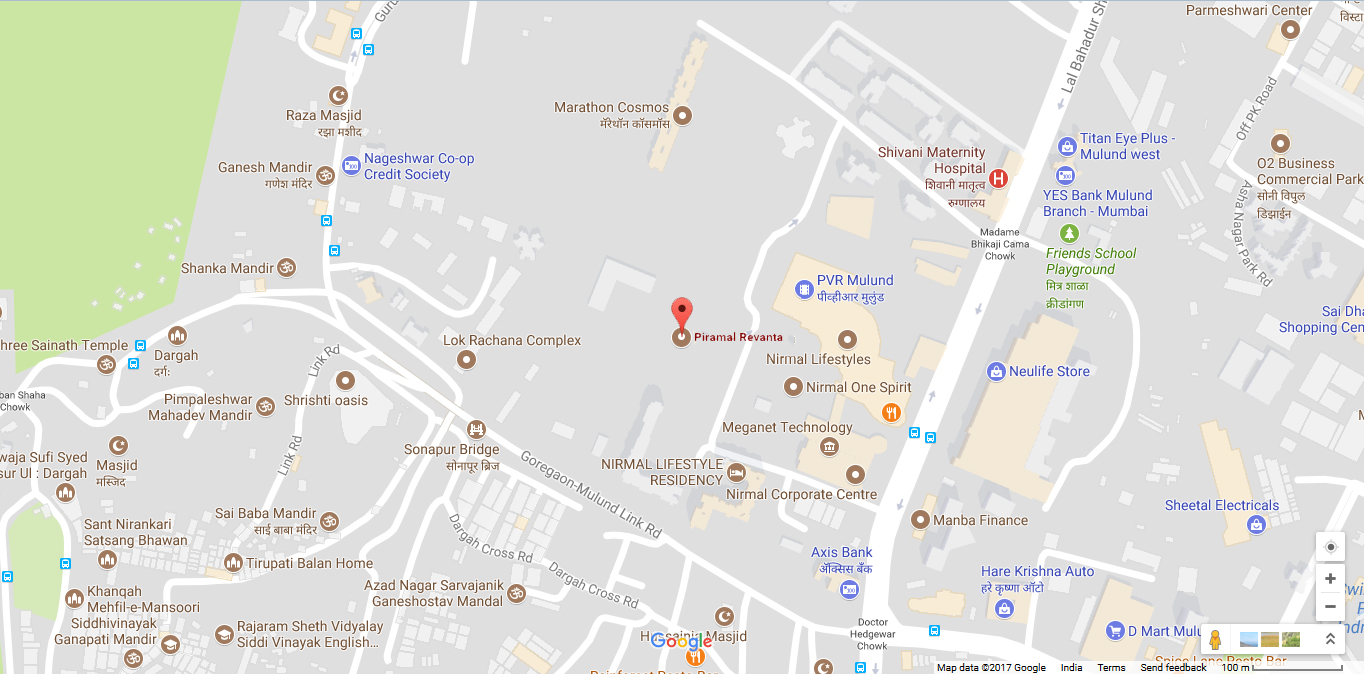 Guru
Parmeshwari Center
विस्टा
Lal Bahadur Sh
Raza Masjid
रझा मशीद
Marathon Cosmos
मॅरेथॉन कॉसमॉस
Off PK Road
Titan Eye Plus -
Mulund west
Ganesh Mandir
गणेश मंदिर
Nageshwar Co-op
Credit Society
Shivani Maternity
Hospital
शिवानी मातृत्व
रुग्णालय
O2 Business
Commercial Park
सोनी विपुल
डिझाईन
YES Bank Mulund
Branch - Mumbai
Asha Nagar Park Rd
Madame
Bhikaji Cama
Chowk
Friends School
Playground
मित्र शाळा
क्रीडांगण
Shanka Mandir
PVR Mulund
पीव्हीआर मुलुंड
Sai Dha
Shopping Cen
Piramal Revanta
Lok Rachana Complex
hree Sainath Temple
Dargah
दर्गः
Link Rd
Nirmal Lifestyles
Neulife Store
Nirmal One Spirit
ban Shaha
Chowk
Pimpaleshwar
Mahadev Mandir
Shrishti oasis
Meganet Technology
Sonapur Bridge
सोनापूर ब्रिज
Link Rd
waja Sufi Syed
sur Ul : Dargah
Masjid
मस्जिद
Goregaon-Mulund Link Rd
NIRMAL LIFESTYLE
RESIDENCY
Nirmal Corporate Centre
Sheetal Electricals
Sai Baba Mandir
साई बाबा मंदिर
Sant Nirankari
Satsang Bhawan
Manba Finance
Dargah Cross Rd
Dargah Cross Rd
Tirupati Balan Home
Axis Bank
ॲक्सिस बँक
Hare Krishna Auto
हरे कृष्णा ऑटो
Azad Nagar Sarvajanik
Ganeshostav Mandal
Khanqah
Mehfil-e-Mansoori
Siddhivinayak
Ganapati Mandir
Rajaram Sheth Vidyalay
Siddi Vinayak English...
Doctor
Hedgewar
Chowk
D Mart Mulu
Google
Map data ©2017 Google India Terms Send feedback 100 m